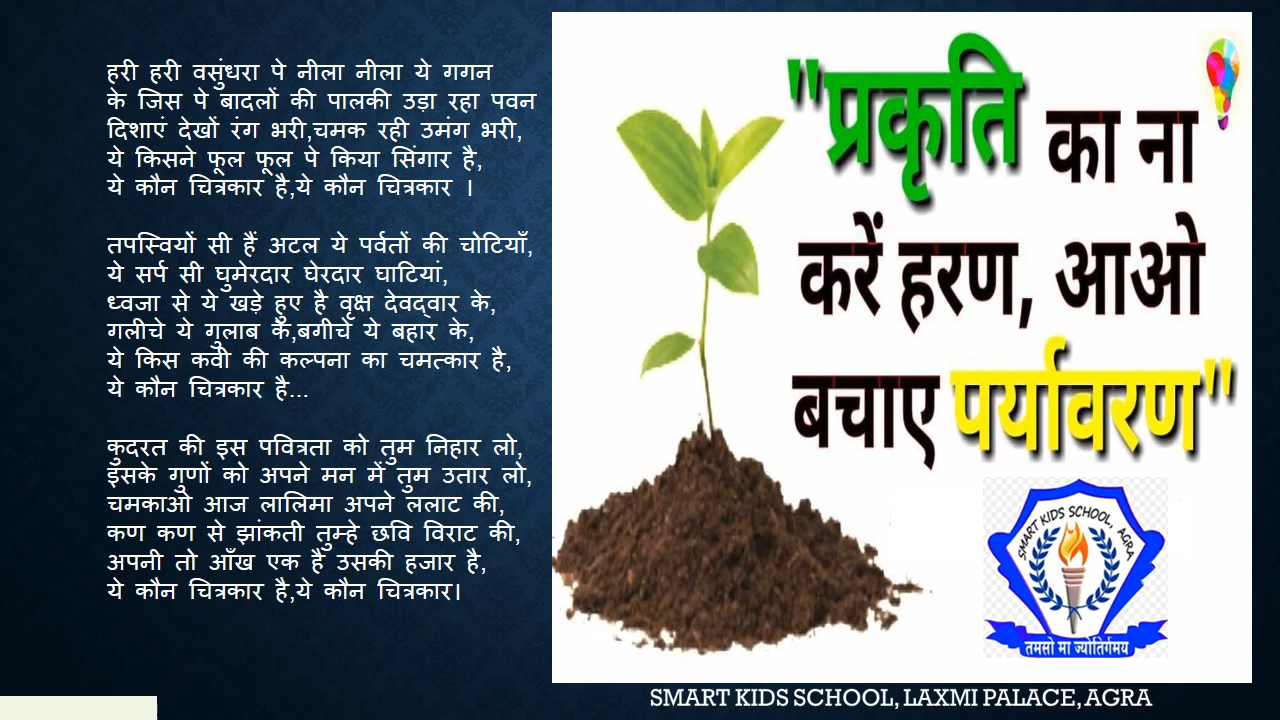 हरी हरी वसुंधरा पे नीला नीला ये गगन
के जिस पे बादलों की पालकी उड़ा रहा पवन
दिशाएं देखों रंग भरी,चमक रही उमंग भरी,
ये किसने फूल फूल पे किया सिंगार है,
ये कौन चित्रकार है,ये कौन चित्रकार ।
तपस्वियों सी हैं अटल ये पर्वतों की चोटियाँ,
ये सर्प सी घुमेरदार घेरदार घाटियां,
ध्वजा से ये खड़े हुए है वृक्ष देवद्वार के,
गलीचे ये गुलाब के,बगीचे ये बहार के,
ये किस कवी की कल्पना का चमत्कार है,
ये कौन चित्रकार है...
कुदरत की इस पवित्रता को तुम निहार लो,
इसके गुणों को अपने मन में तुम उतार लो,
चमकाओ आज लालिमा अपने ललाट की,
कण कण से झांकती तुम्हे छवि विराट की,
अपनी तो आँख एक है उसकी हजार है,
ये कौन चित्रकार है,ये कौन चित्रकार।
"प्रकृति का ना
करें हरण, आओ
बचाए पर्यावरण"
SMART KIDS SCHOOL, AGRA
तमसो मा ज्योतिर्गमय
SMART KIDS SCHOOL, LAXMI PALACE, AGRA